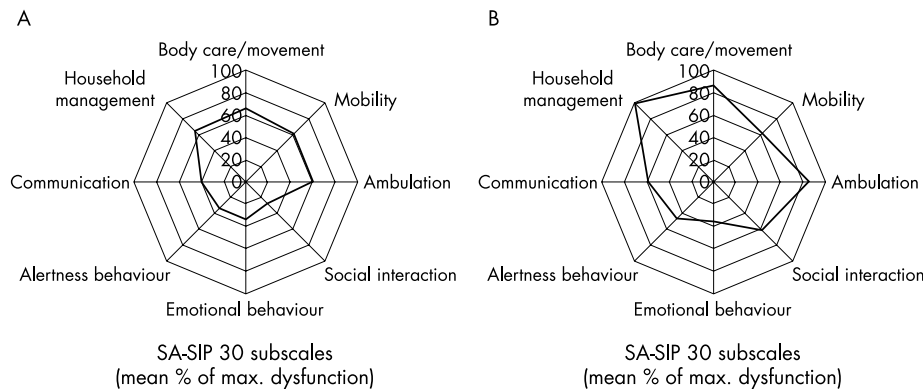 A
Body care/movement
100
80
60
40
20
0
Household
management
Mobility
Communication
Ambulation
Alertness behaviour
Social interaction
Emotional behaviour
SA-SIP 30 subscales
(mean % of max. dysfunction)
B
Body care/movement
100
80
60
40
20
0
Household
management
Mobility
Communication
Ambulation
Alertness behaviour
Social interaction
Emotional behaviour
SA-SIP 30 subscales
(mean % of max. dysfunction)